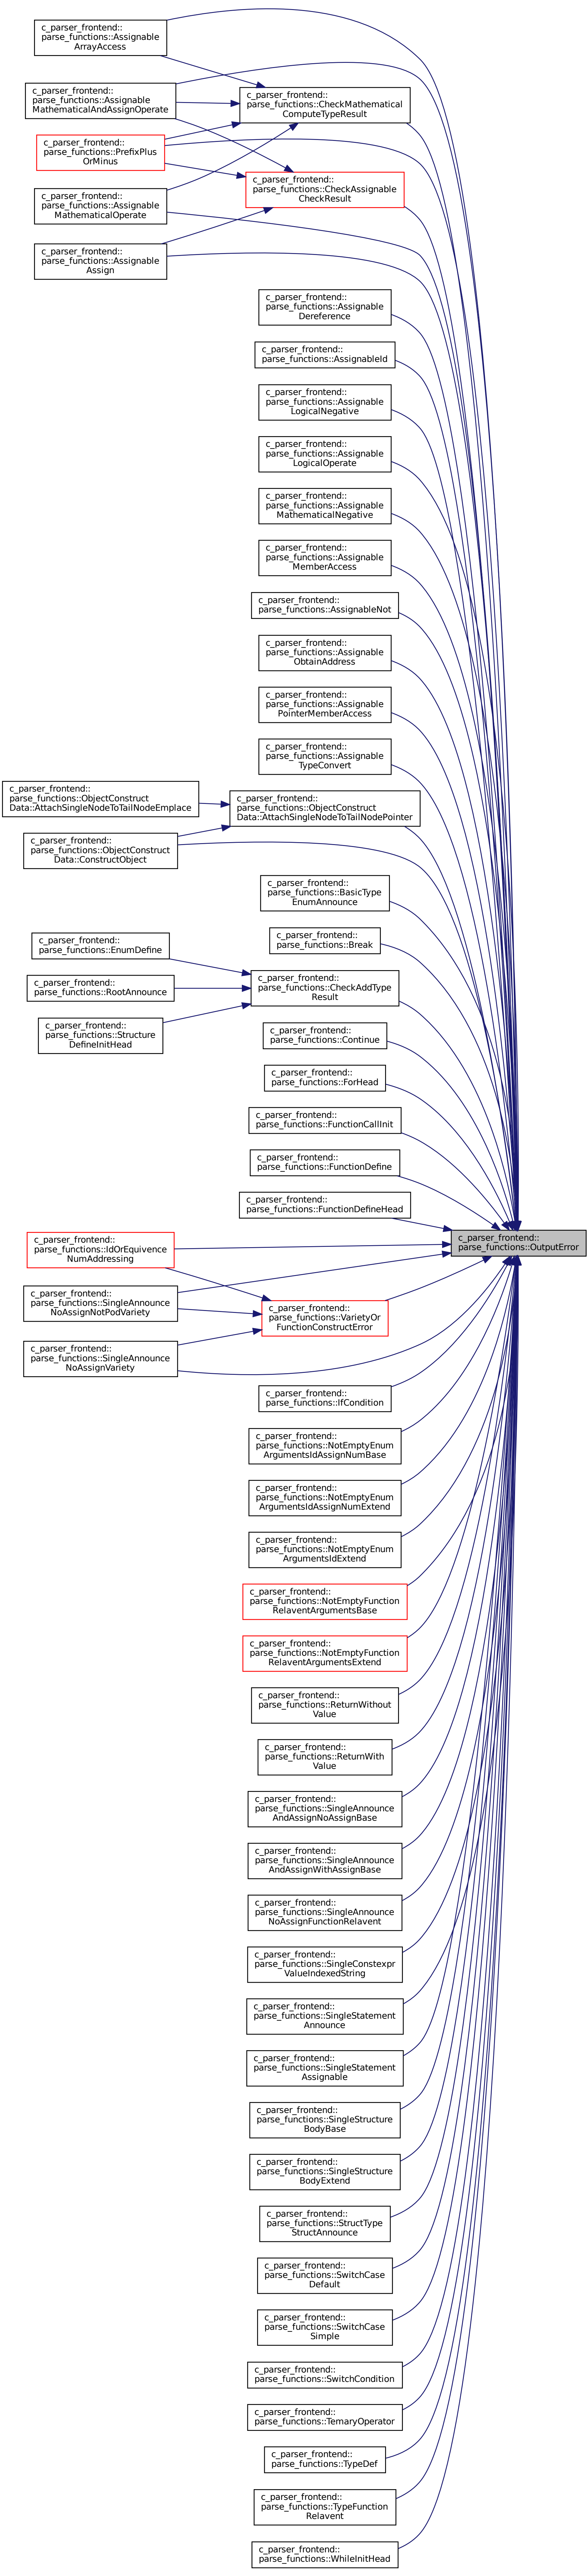 c_parser_frontend::
parse_functions::Assignable
ArrayAccess
c_parser_frontend::
parse_functions::Assignable
MathematicalAndAssignOperate
c_parser_frontend::
parse_functions::CheckMathematical
ComputeTypeResult
c_parser_frontend::
parse_functions::PrefixPlus
OrMinus
c_parser_frontend::
parse_functions::CheckAssignable
CheckResult
c_parser_frontend::
parse_functions::Assignable
MathematicalOperate
c_parser_frontend::
parse_functions::Assignable
Assign
c_parser_frontend::
parse_functions::Assignable
Dereference
c_parser_frontend::
parse_functions::AssignableId
c_parser_frontend::
parse_functions::Assignable
LogicalNegative
c_parser_frontend::
parse_functions::Assignable
LogicalOperate
c_parser_frontend::
parse_functions::Assignable
MathematicalNegative
c_parser_frontend::
parse_functions::Assignable
MemberAccess
c_parser_frontend::
parse_functions::AssignableNot
c_parser_frontend::
parse_functions::Assignable
ObtainAddress
c_parser_frontend::
parse_functions::Assignable
PointerMemberAccess
c_parser_frontend::
parse_functions::Assignable
TypeConvert
c_parser_frontend::
parse_functions::ObjectConstruct
Data::AttachSingleNodeToTailNodeEmplace
c_parser_frontend::
parse_functions::ObjectConstruct
Data::AttachSingleNodeToTailNodePointer
c_parser_frontend::
parse_functions::ObjectConstruct
Data::ConstructObject
c_parser_frontend::
parse_functions::BasicType
EnumAnnounce
c_parser_frontend::
parse_functions::Break
c_parser_frontend::
parse_functions::EnumDefine
c_parser_frontend::
parse_functions::RootAnnounce
c_parser_frontend::
parse_functions::CheckAddType
Result
c_parser_frontend::
parse_functions::Structure
DefineInitHead
c_parser_frontend::
parse_functions::Continue
c_parser_frontend::
parse_functions::ForHead
c_parser_frontend::
parse_functions::FunctionCallInit
c_parser_frontend::
parse_functions::FunctionDefine
c_parser_frontend::
parse_functions::FunctionDefineHead
c_parser_frontend::
parse_functions::OutputError
c_parser_frontend::
parse_functions::IdOrEquivence
NumAddressing
c_parser_frontend::
parse_functions::SingleAnnounce
NoAssignNotPodVariety
c_parser_frontend::
parse_functions::VarietyOr
FunctionConstructError
c_parser_frontend::
parse_functions::SingleAnnounce
NoAssignVariety
c_parser_frontend::
parse_functions::IfCondition
c_parser_frontend::
parse_functions::NotEmptyEnum
ArgumentsIdAssignNumBase
c_parser_frontend::
parse_functions::NotEmptyEnum
ArgumentsIdAssignNumExtend
c_parser_frontend::
parse_functions::NotEmptyEnum
ArgumentsIdExtend
c_parser_frontend::
parse_functions::NotEmptyFunction
RelaventArgumentsBase
c_parser_frontend::
parse_functions::NotEmptyFunction
RelaventArgumentsExtend
c_parser_frontend::
parse_functions::ReturnWithout
Value
c_parser_frontend::
parse_functions::ReturnWith
Value
c_parser_frontend::
parse_functions::SingleAnnounce
AndAssignNoAssignBase
c_parser_frontend::
parse_functions::SingleAnnounce
AndAssignWithAssignBase
c_parser_frontend::
parse_functions::SingleAnnounce
NoAssignFunctionRelavent
c_parser_frontend::
parse_functions::SingleConstexpr
ValueIndexedString
c_parser_frontend::
parse_functions::SingleStatement
Announce
c_parser_frontend::
parse_functions::SingleStatement
Assignable
c_parser_frontend::
parse_functions::SingleStructure
BodyBase
c_parser_frontend::
parse_functions::SingleStructure
BodyExtend
c_parser_frontend::
parse_functions::StructType
StructAnnounce
c_parser_frontend::
parse_functions::SwitchCase
Default
c_parser_frontend::
parse_functions::SwitchCase
Simple
c_parser_frontend::
parse_functions::SwitchCondition
c_parser_frontend::
parse_functions::TemaryOperator
c_parser_frontend::
parse_functions::TypeDef
c_parser_frontend::
parse_functions::TypeFunction
Relavent
c_parser_frontend::
parse_functions::WhileInitHead